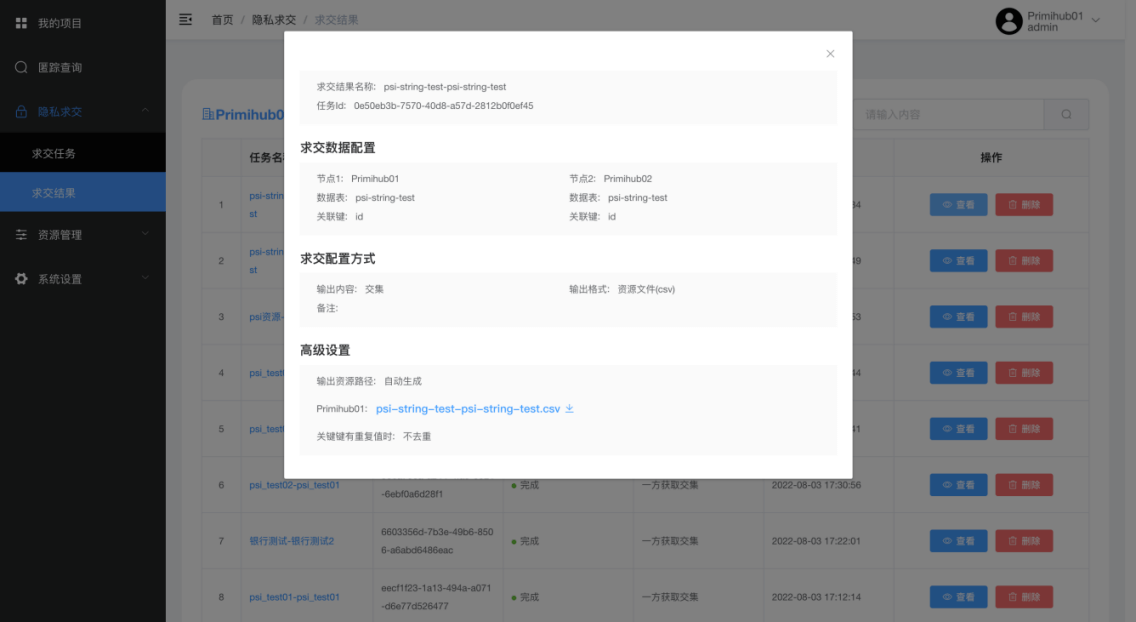 我的项目
匿踪查询
隐私求交
求交任务
求交结果
资源管理
系统设置
首页 / 隐私求交 / 求交结果
Primihub01
admin
Primihub0
请输入内容
求交结果名称: psi-string-test-psi-string-test
任务Id: 0e50eb3b-7570-40d8-a57d-2812b0f0ef45
求交数据配置
节点1: Primihub01 节点2: Primihub02
数据表: psi-string-test 数据表: psi-string-test
关联键: id 关联键: id
求交配置方式
输出内容: 交集 输出格式: 资源文件(csv)
备注:
高级设置
输出资源路径: 自动生成
Primihub01: psi-string-test-psi-string-test.csv
关键键有重复值时: 不去重
任务名 操作
1 psi-strin
st 34 查看 删除
2 psi-strin
st 49 查看 删除
3 psi资源- 53 查看 删除
4 psi_test 44 查看 删除
5 psi_test 41 查看 删除
6 psi_test02-psi_test01 -6ebf0a6d28f1 完成 一方获取交集 2022-08-03 17:30:56 查看 删除
7 银行测试-银行测试2 6603356d-7b3e-49b6-850
6-a6abd6486eac 完成 一方获取交集 2022-08-03 17:22:01 查看 删除
8 psi_test01-psi_test01 eecf1f23-1a13-494a-a071
-d6e77d526477 完成 一方获取交集 2022-08-03 17:12:14 查看 删除